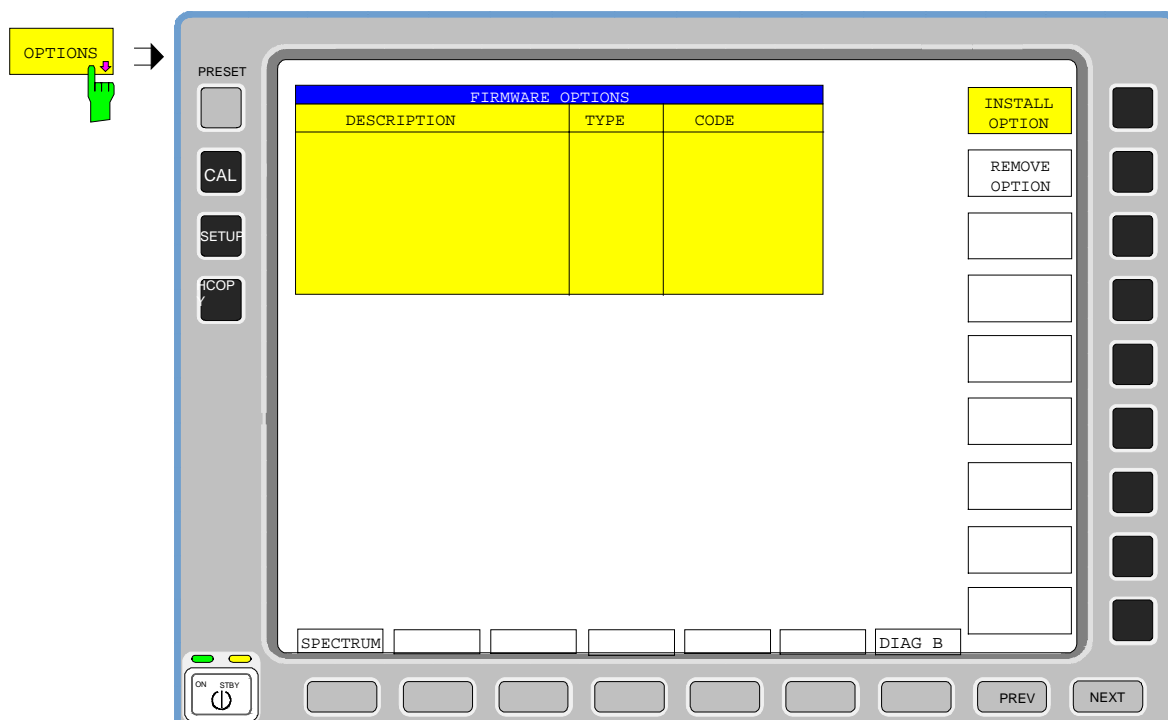 OPTIONS
PRESET
CAL
SETUP
HCOP
Y
FIRMWARE OPTIONS
DESCRIPTION TYPE CODE
INSTALL
OPTION
REMOVE
OPTION
SPECTRUM
DIAG B
ON STBY
PREV
NEXT